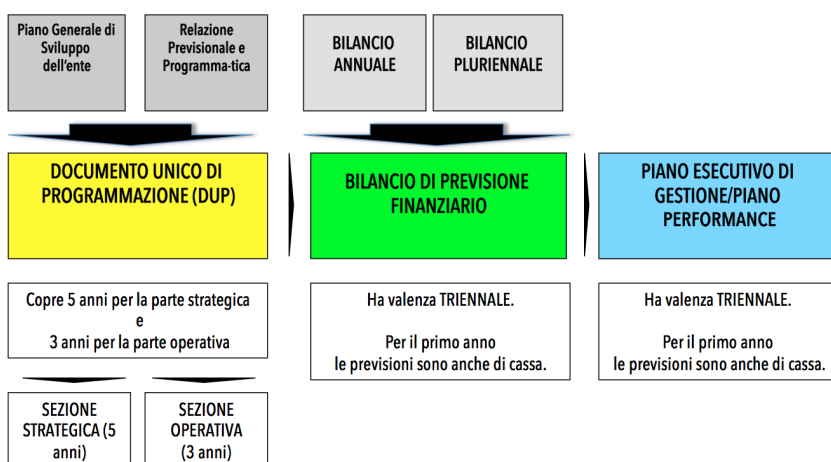 Piano Generale di
Sviluppo
dell'ente
Relazione
Previsionale e
Programma-tica
BILANCIO
ANNUALE
BILANCIO
PLURIENNALE
DOCUMENTO UNICO DI
PROGRAMMAZIONE (DUP)
BILANCIO DI PREVISIONE
FINANZIARIO
PIANO ESECUTIVO DI
GESTIONE/PIANO
PERFORMANCE
Copre 5 anni per la parte strategica
e
3 anni per la parte operativa
Ha valenza TRIENNALE.
Per il primo anno
le previsioni sono anche di cassa.
Ha valenza TRIENNALE.
Per il primo anno
le previsioni sono anche di cassa.
SEZIONE
STRATEGICA (5
anni)
SEZIONE
OPERATIVA
(3 anni)